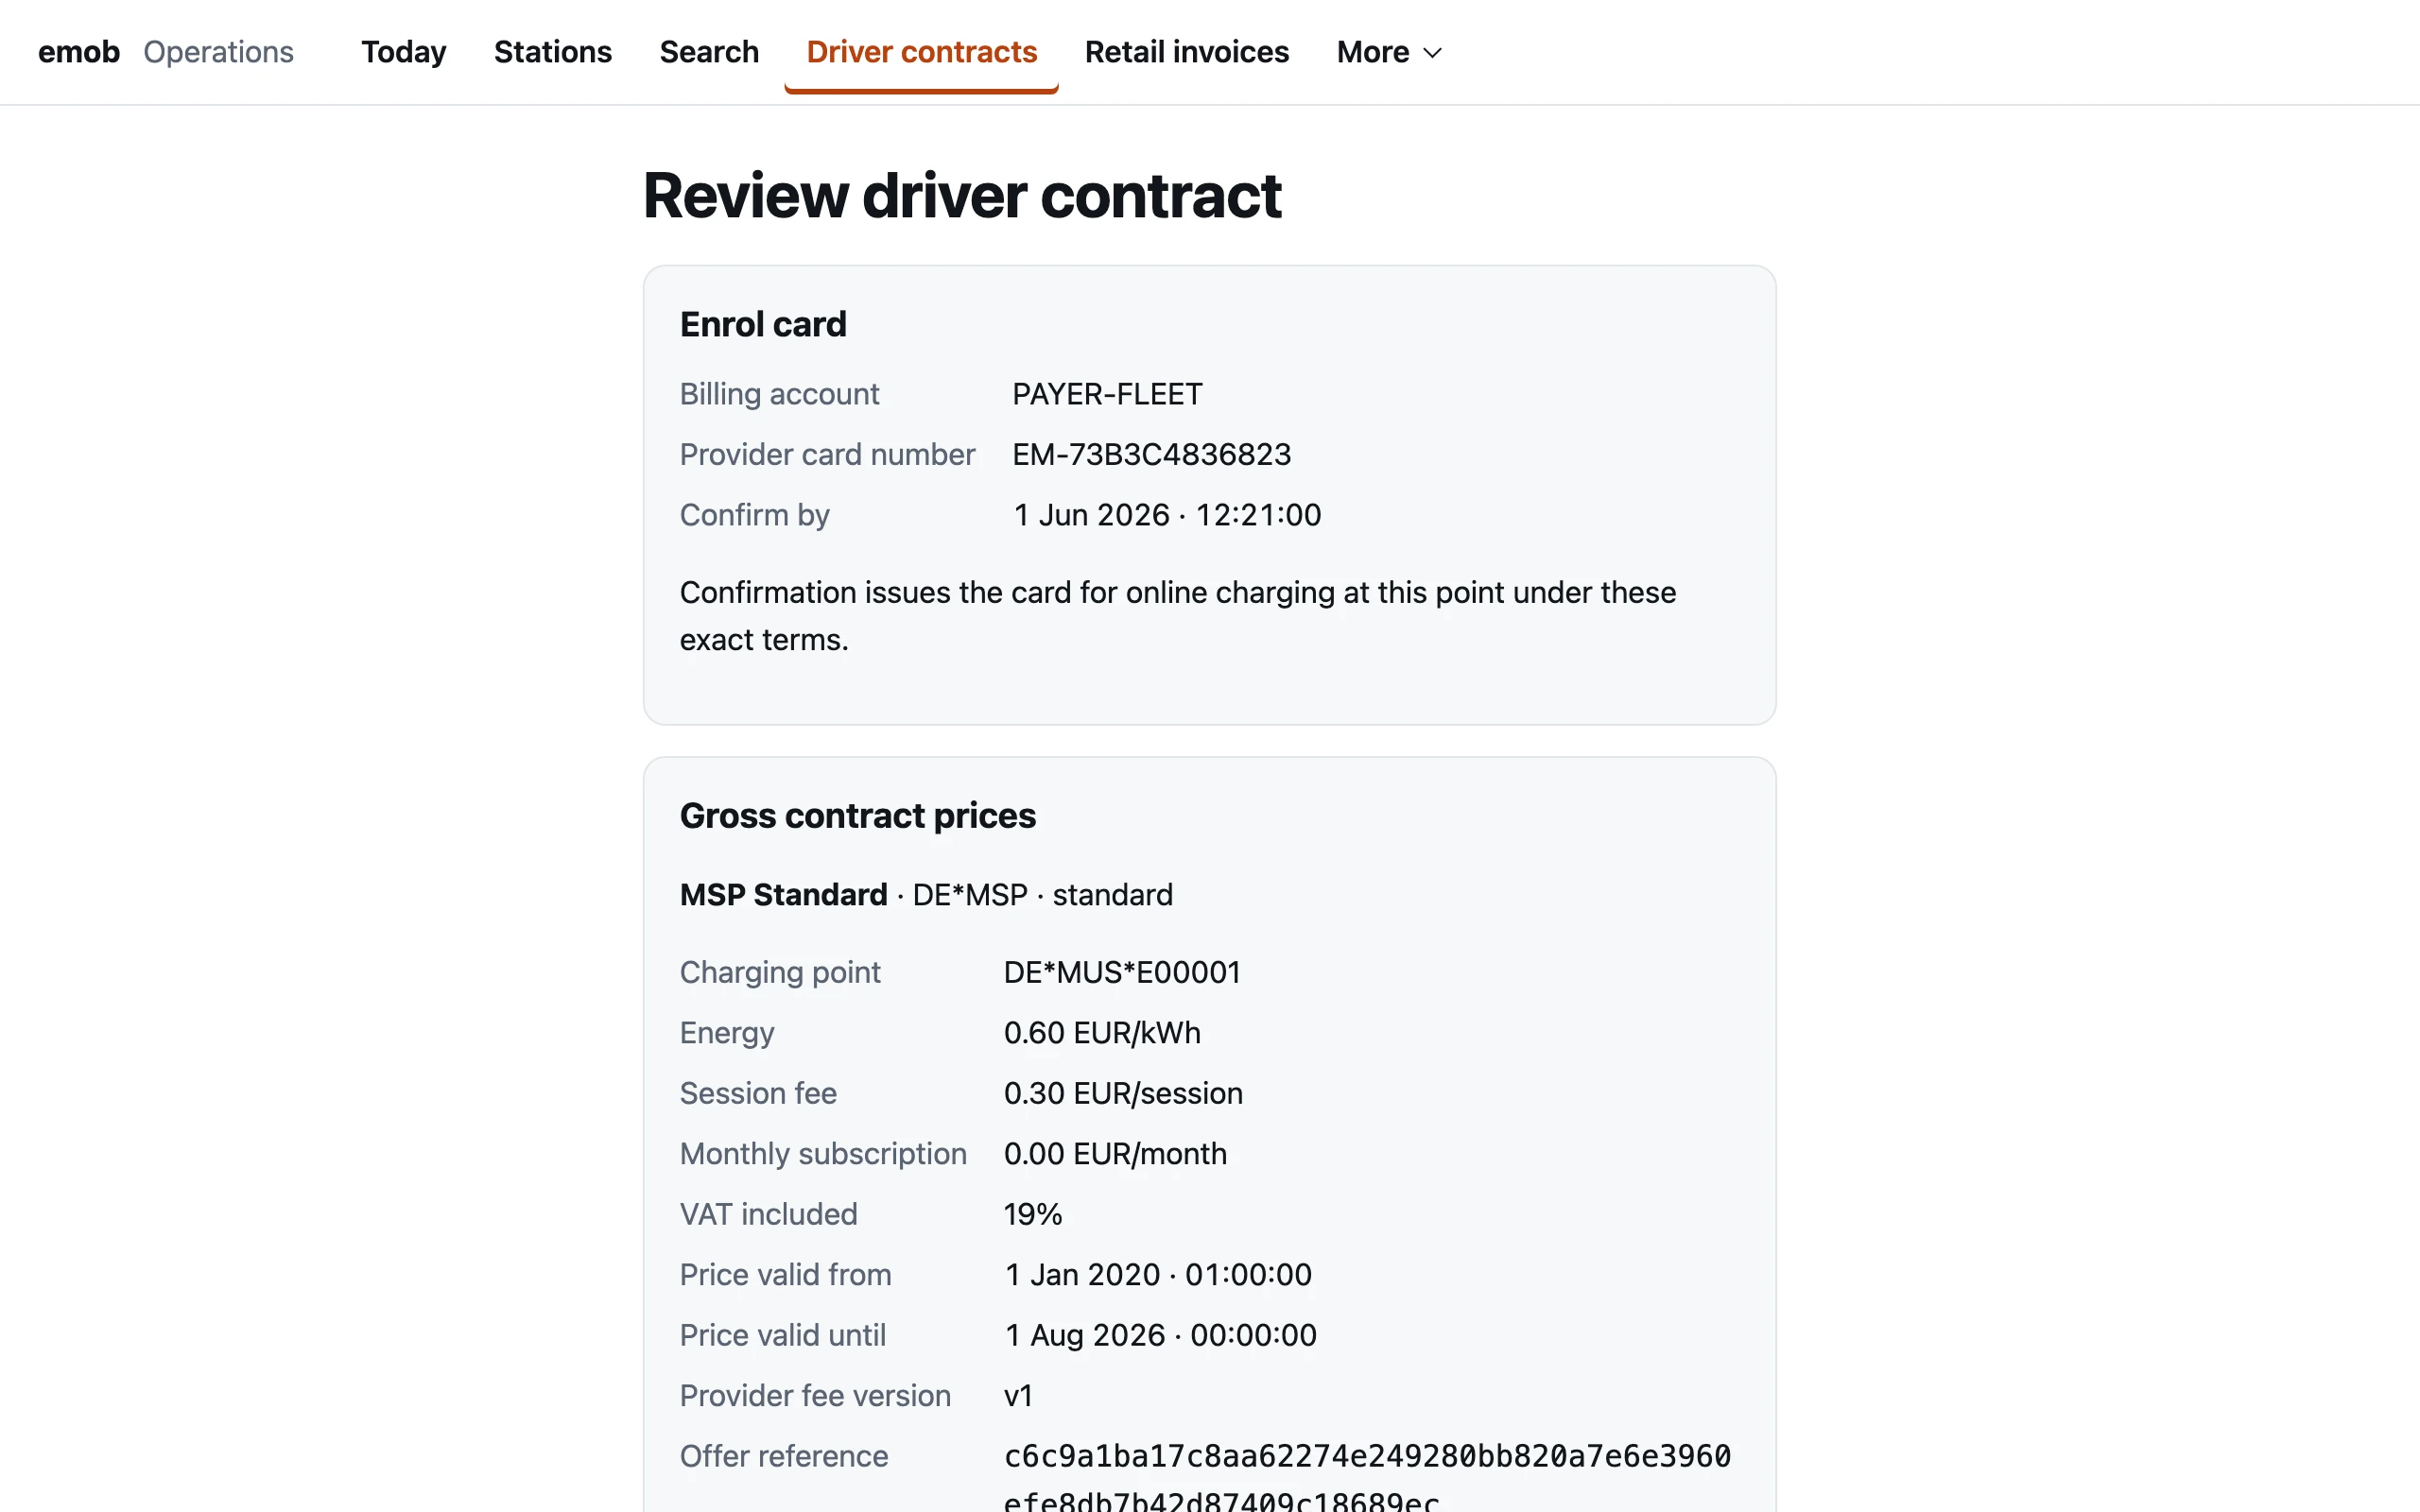 emob Operations Today Stations Search Driver contracts Retail invoices More
Review driver contract
Enrol card
Billing account PAYER-FLEET
Provider card number EM-73B3C4836823
Confirm by 1 Jun 2026 · 12:21:00
Confirmation issues the card for online charging at this point under these
exact terms.
Gross contract prices
MSP Standard · DE*MSP · standard
Charging point DE*MUS*E00001
Energy 0.60 EUR/kWh
Session fee 0.30 EUR/session
Monthly subscription 0.00 EUR/month
VAT included 19%
Price valid from 1 Jan 2020 · 01:00:00
Price valid until 1 Aug 2026 · 00:00:00
Provider fee version v1
Offer reference c6c9a1ba17c8aa62274e249280bb820a7e6e3960
efe8db7b42d87409c18689ec